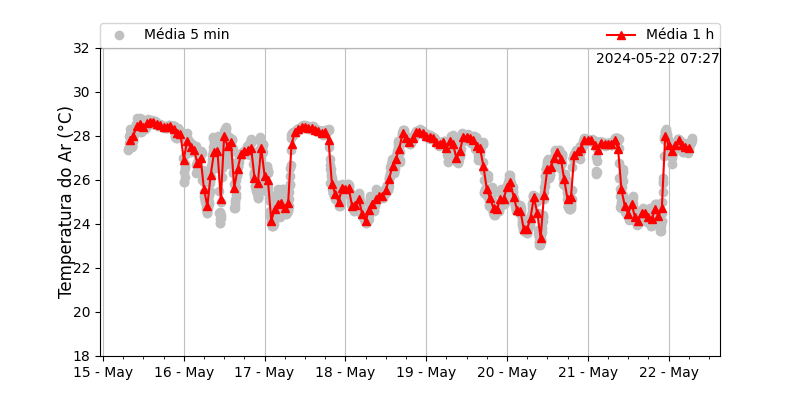 Média 5 min
Média 1 h
2024-05-22 07:27
Temperatura do Ar (°C)
32
30
28
26
24
22
20
18
15 - May
16 - May
17 - May
18 - May
19 - May
20 - May
21 - May
22 - May